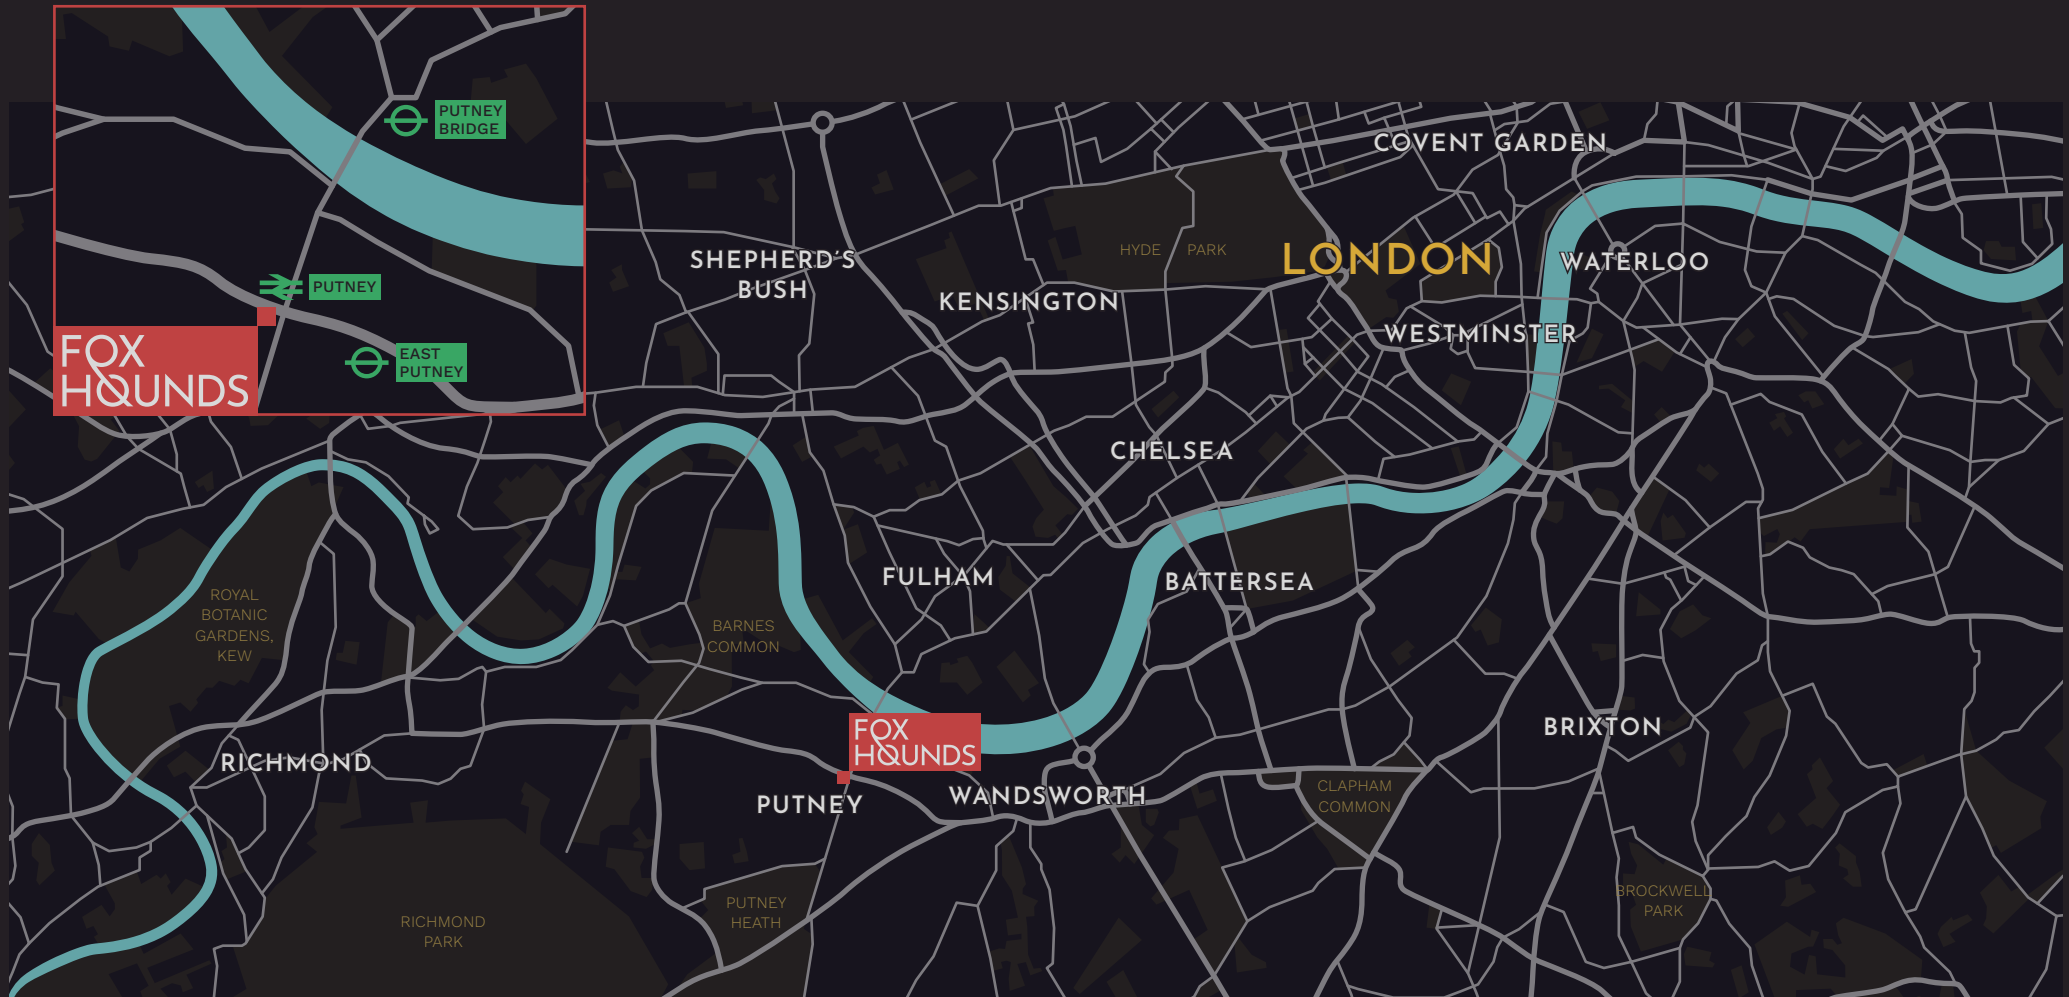 PUTNEY
BRIDGE
PUTNEY
EAST
PUTNEY
FOX
H&UNDS
COVENT GARDEN
SHEPHERD'S
BUSH
HYDE PARK
LONDON
WATERLOO
KENSINGTON
WESTMINSTER
CHELSEA
FULHAM
BATTERSEA
ROYAL
BOTANIC
GARDENS,
KEW
BARNES
COMMON
FOX
H&UNDS
BRIXTON
RICHMOND
PUTNEY
WANDSWORTH
CLAPHAM
COMMON
RICHMOND
PARK
PUTNEY
HEATH
BROCKWELL
PARK